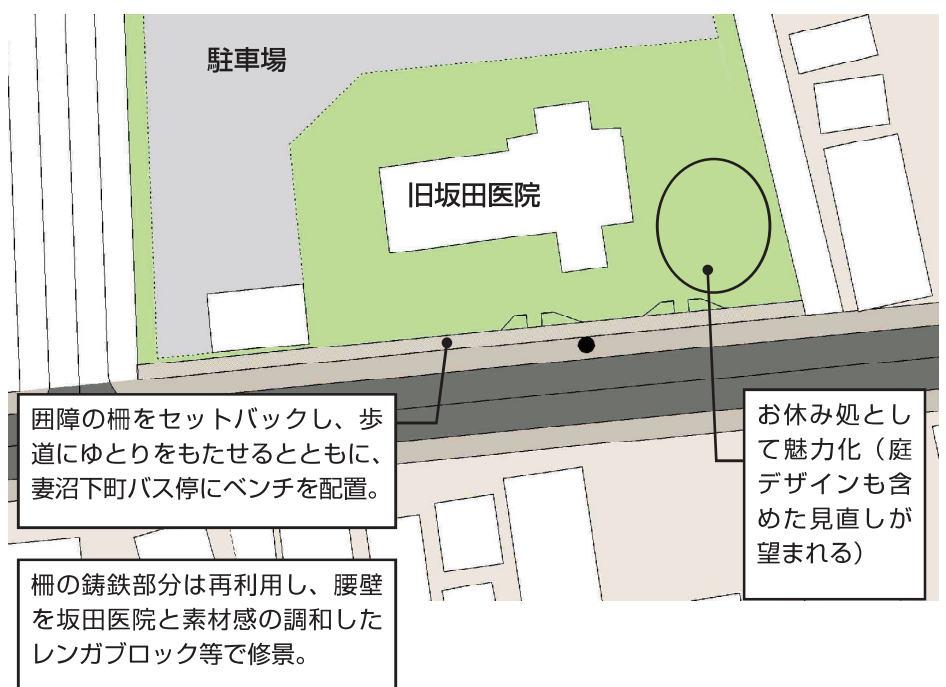 駐車場
旧坂田医院
囲障の柵をセットバックし、歩
道にゆとりをもたせるとともに、
妻沼下町バス停にベンチを配置。
お休み処とし
て魅力化（庭
デザインも含
めた見直しが
望まれる）
柵の鋳鉄部分は再利用し、腰壁
を坂田医院と素材感の調和した
レンガブロック等で修景。